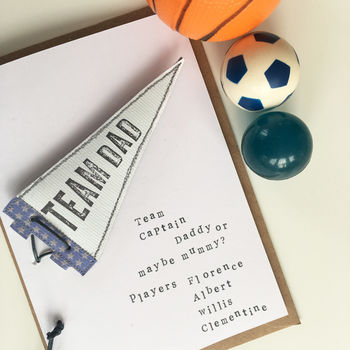 TEAM DAD
Team
Captain
Daddy or
maybe mummy?
Players Florence
Albert
willis
Clementine